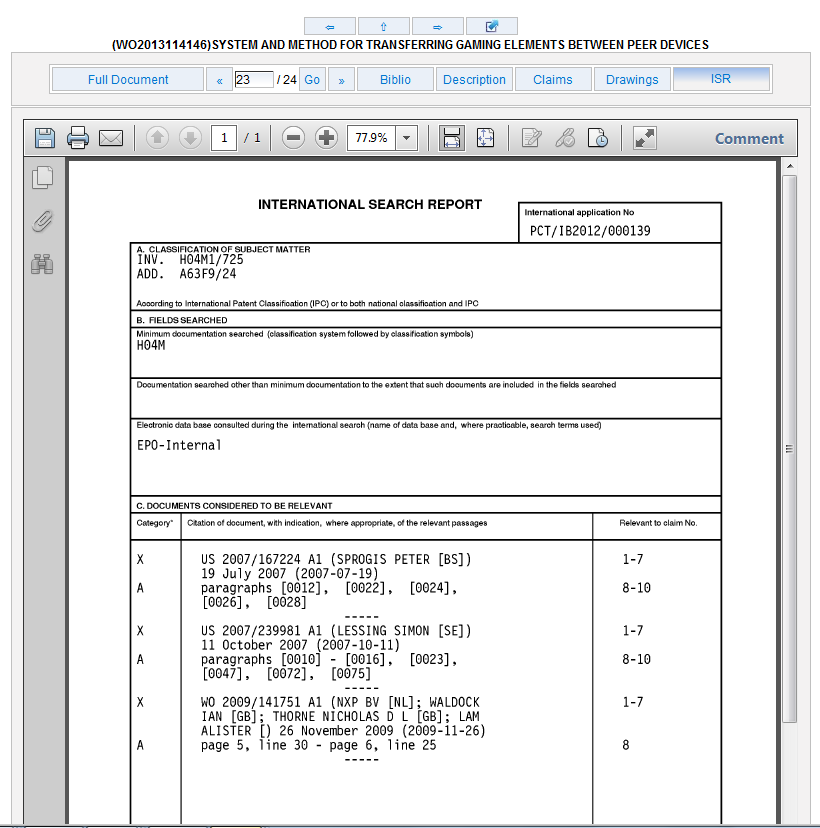 (WO2013114146)SYSTEM AND METHOD FOR TRANSFERRING GAMING ELEMENTS BETWEEN PEER DEVICES
Full Document « 23 / 24 Go » Biblio Description Claims Drawings ISR
1 / 1 77.9% Comment
INTERNATIONAL SEARCH REPORT
International application No
PCT/IB2012/000139
A. CLASSIFICATION OF SUBJECT MATTER
INV. H04M1/725
ADD. A63F9/24
According to International Patent Classification (IPC) or to both national classification and IPC
B. FIELDS SEARCHED
Minimum documentation searched (classification system followed by classification symbols)
H04M
Documentation searched other than minimum documentation to the extent that such documents are included in the fields searched
Electronic data base consulted during the international search (name of data base and, where practicable, search terms used)
EPO-Internal
C. DOCUMENTS CONSIDERED TO BE RELEVANT
Category* Citation of document, with indication, where appropriate, of the relevant passages Relevant to claim No.
X US 2007/167224 A1 (SPROGIS PETER [BS]) 1-7
19 July 2007 (2007-07-19)
A paragraphs [0012], [0022], [0024], 8-10
[0026], [0028]
-----
X US 2007/239981 A1 (LESSING SIMON [SE]) 1-7
11 October 2007 (2007-10-11)
A paragraphs [0010] - [0016], [0023], 8-10
[0047], [0072], [0075]
-----
X WO 2009/141751 A1 (NXP BV [NL]; WALDOCK 1-7
IAN [GB]; THORNE NICHOLAS D L [GB]; LAM
ALISTER [) 26 November 2009 (2009-11-26)
A page 5, line 30 - page 6, line 25 8
-----